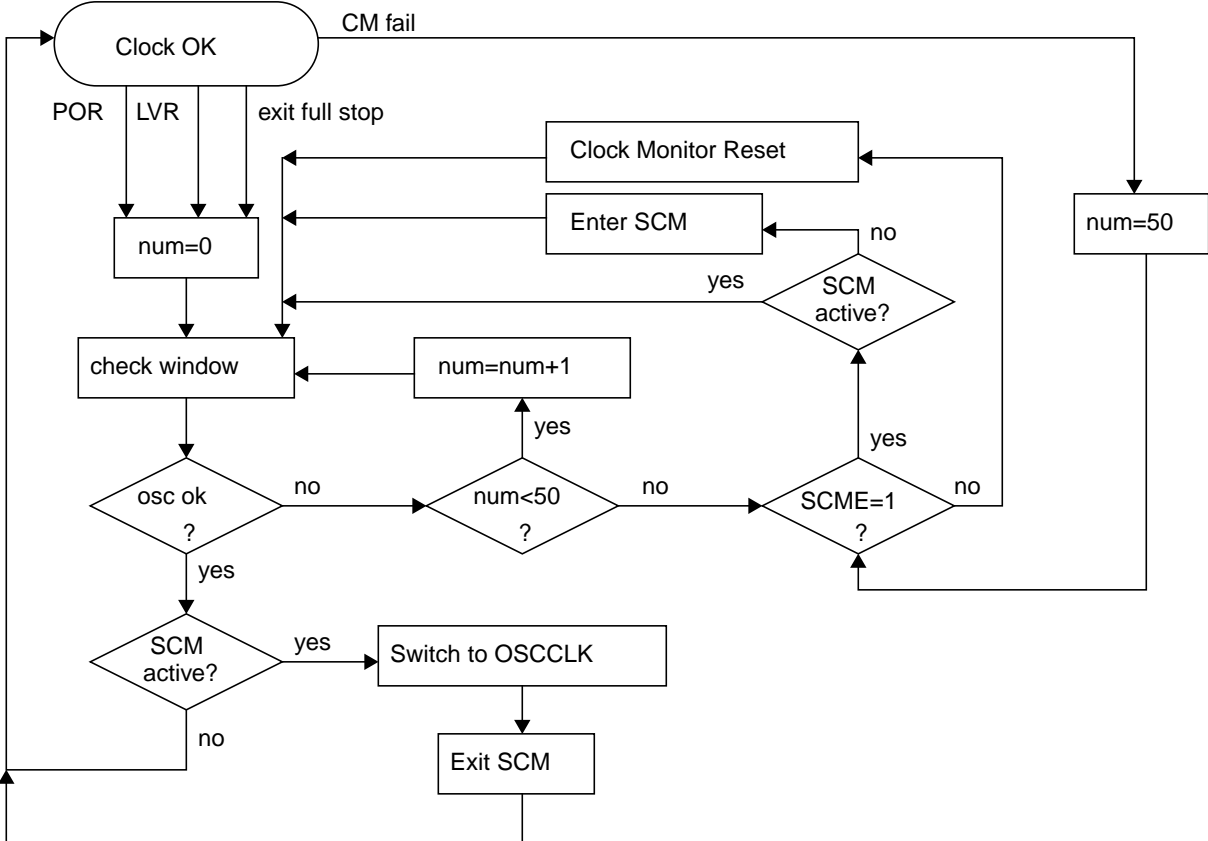 CM fail
Clock OK
POR
LVR
exit full stop
Clock Monitor Reset
Enter SCM
no
num=50
num=0
yes
SCM
active?
check window
num=num+1
yes
yes
osc ok
?
no
num<50
?
no
SCME=1
?
no
yes
SCM
active?
yes
Switch to OSCCLK
no
Exit SCM